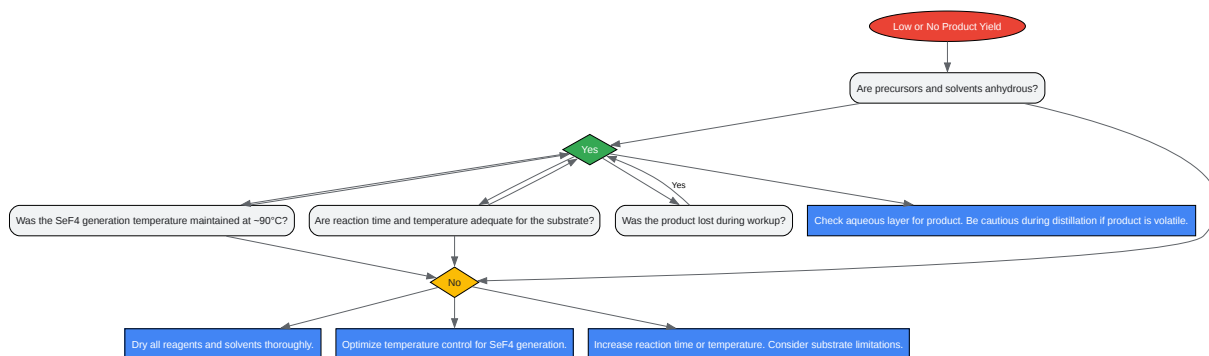 Low or No Product Yield
Are precursors and solvents anhydrous?
Yes
Yes
Was the SeF4 generation temperature maintained at ~90°C?
Are reaction time and temperature adequate for the substrate?
Was the product lost during workup?
Check aqueous layer for product. Be cautious during distillation if product is volatile.
No
Dry all reagents and solvents thoroughly.
Optimize temperature control for SeF4 generation.
Increase reaction time or temperature. Consider substrate limitations.